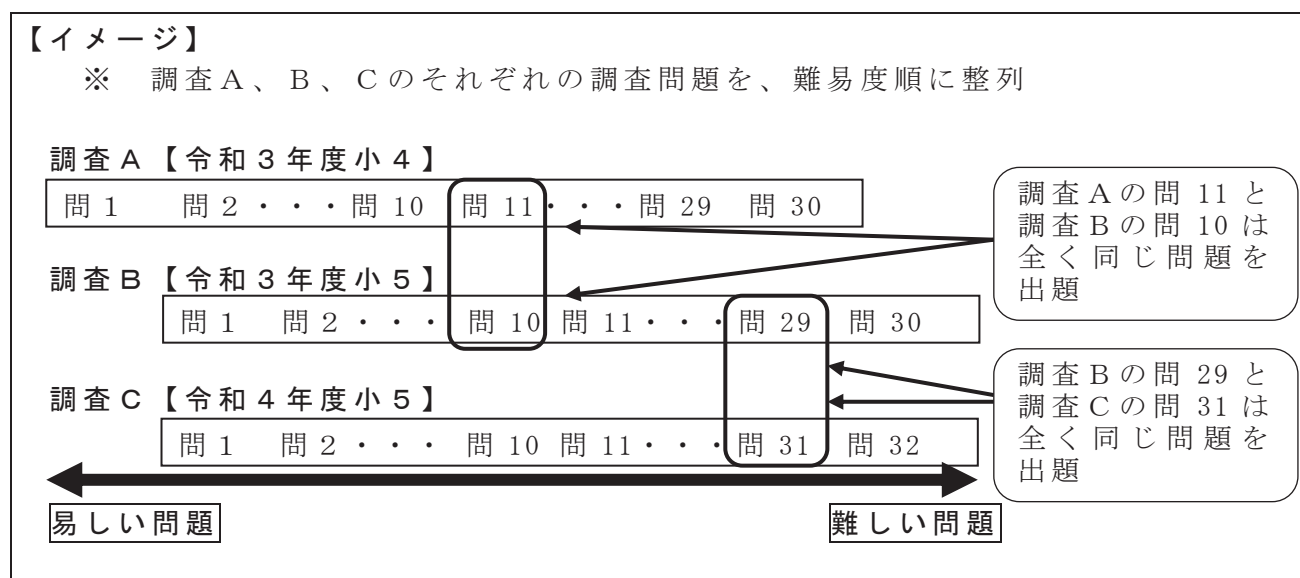 【イメージ】
※ 調査A、B、Cのそれぞれの調査問題を、難易度順に整列
調査A【令和3年度小4】
問1 問2・・・問10 問11・・・問29 問30
調査Aの問11と
調査Bの問10は
全く同じ問題を
出題
調査B【令和3年度小5】
問1 問2・・・ 問10 問11・・・問29 問30
調査C【令和4年度小5】
問1 問2・・・ 問10 問11・・・問31 問32
調査Bの問29と
調査Cの問31は
全く同じ問題を
出題
易しい問題
難しい問題